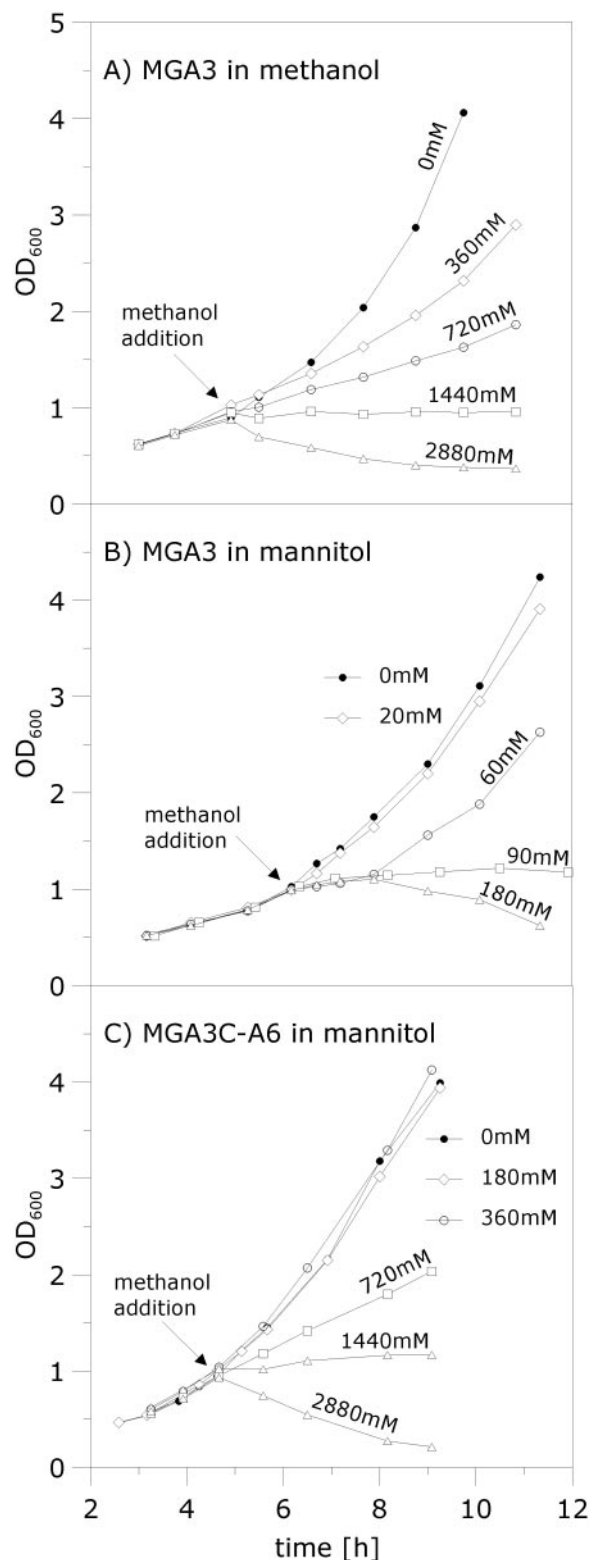 A) MGA3 in methanol
5
4
3
2
1
0
OD600
methanol
addition
0mM
360mM
720mM
1440mM
2880mM
B) MGA3 in mannitol
4
3
2
1
0
OD600
methanol
addition
0mM
20mM
60mM
90mM
180mM
C) MGA3C-A6 in mannitol
4
3
2
1
0
OD600
methanol
addition
0mM
180mM
360mM
720mM
1440mM
2880mM
2 4 6 8 10 12
time [h]